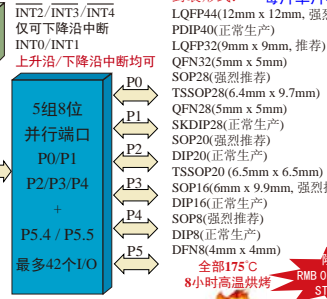 INT2/INT3/INT4
仅可下降沿中断
INT0/INT1
上升沿/下降沿中断均可
5组8位
并行端口
P0/P1
P2/P3/P4
+
P5.4 / P5.5
最多42个I/O
P0
P1
P2
P3
P4
P5
LQFP44(12mm x 12mm,
PDIP40(正常生产)
LQFP32(9mm x 9mm, 推荐)
QFN32(5mm x 5mm)
SOP28(强烈推荐)
TSSOP28(6.4mm x 9.7mm)
QFN28(5mm x 5mm)
SKDIP28(正常生产)
SOP20(强烈推荐)
DIP20(正常生产)
TSSOP20 (6.5mm x 6.5mm)
SOP16(6mm x 9.9mm, 强烈
DIP16(正常生产)
SOP8(强烈推荐)
DIP8(正常生产)
DFN8(4mm x 4mm)
全部175℃
8小时高温烘烤
RMB 0
ST